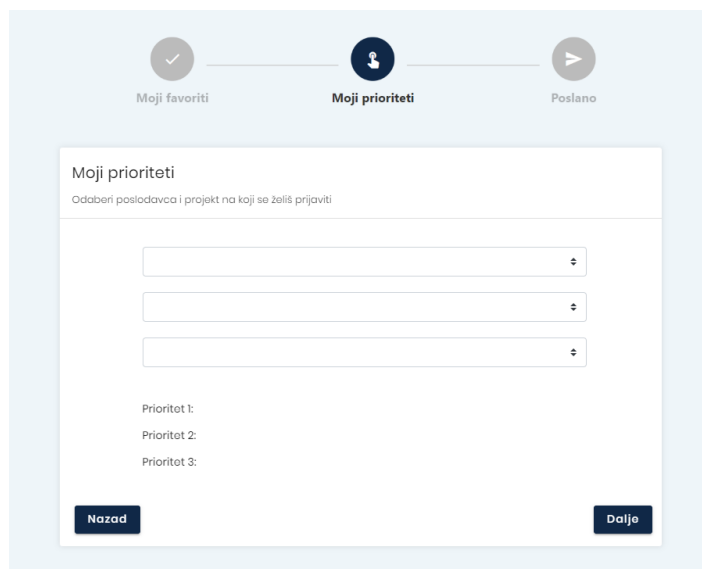 Moji favoriti
Moji prioriteti
Poslano
Moji prioriteti
Odaberi poslodavca i projekt na koji se želiš prijaviti
Prioritet 1:
Prioritet 2:
Prioritet 3:
Nazad
Dalje